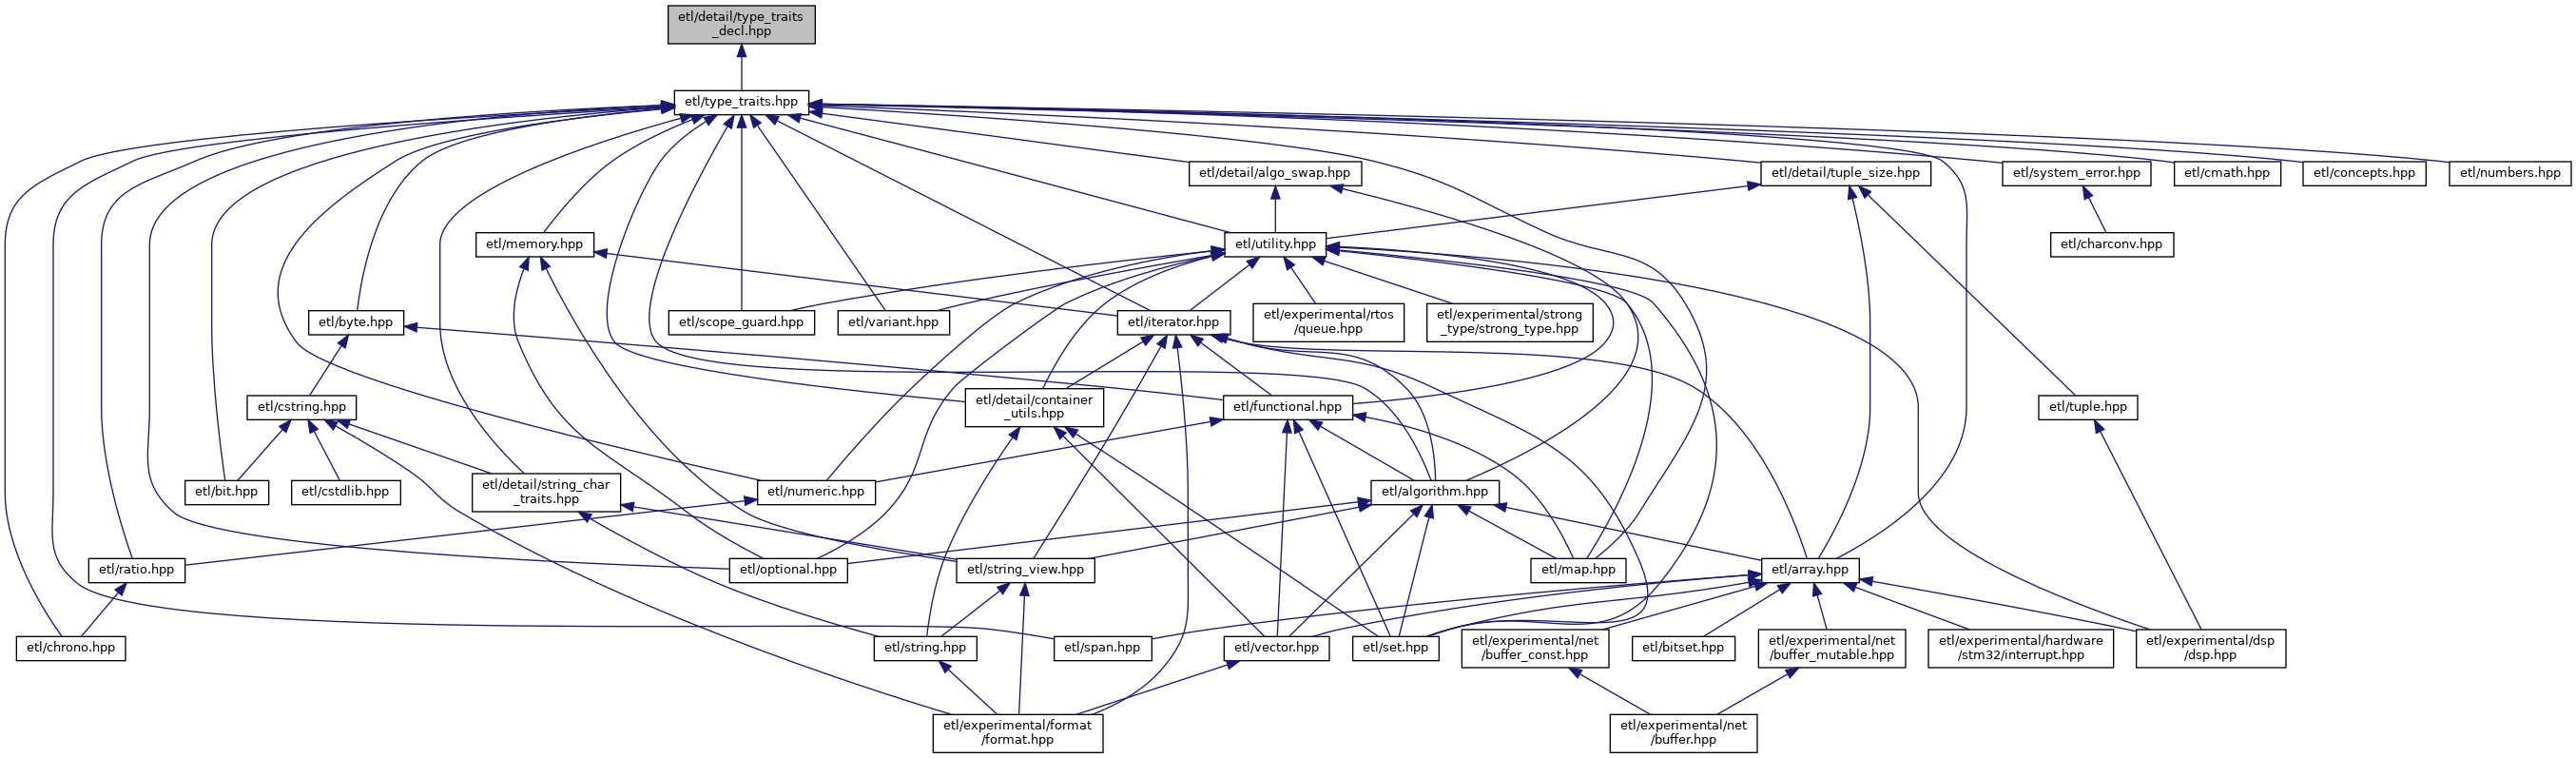 etl/detail/type_traits
_decl.hpp
etl/type_traits.hpp
etl/detail/algo_swap.hpp
etl/detail/tuple_size.hpp
etl/system_error.hpp
etl/cmath.hpp
etl/concepts.hpp
etl/numbers.hpp
etl/memory.hpp
etl/utility.hpp
etl/charconv.hpp
etl/byte.hpp
etl/scope_guard.hpp
etl/variant.hpp
etl/iterator.hpp
etl/experimental/rtos
/queue.hpp
etl/experimental/strong
_type/strong_type.hpp
etl/cstring.hpp
etl/detail/container
_utils.hpp
etl/functional.hpp
etl/tuple.hpp
etl/bit.hpp
etl/cstdlib.hpp
etl/detail/string_char
_traits.hpp
etl/numeric.hpp
etl/algorithm.hpp
etl/ratio.hpp
etl/optional.hpp
etl/string_view.hpp
etl/map.hpp
etl/array.hpp
etl/chrono.hpp
etl/string.hpp
etl/span.hpp
etl/vector.hpp
etl/set.hpp
etl/experimental/net
/buffer_const.hpp
etl/bitset.hpp
etl/experimental/net
/buffer_mutable.hpp
etl/experimental/hardware
/stm32/interrupt.hpp
etl/experimental/dsp
/dsp.hpp
etl/experimental/format
/format.hpp
etl/experimental/net
/buffer.hpp